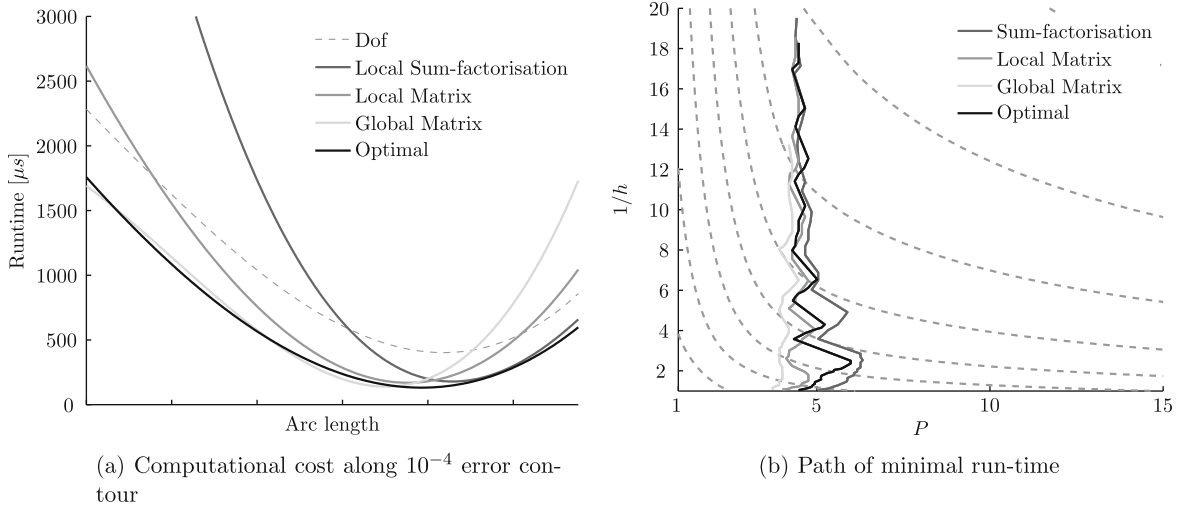 3000
2500
2000
1500
1000
500
0
Runtime [μs]
Dof
Local Sum-factorisation
Local Matrix
Global Matrix
Optimal
Arc length
(a) Computational cost along 10⁻⁴ error con-
tour
20
18
16
14
12
10
8
6
4
2
1/h
Sum-factorisation
Local Matrix
Global Matrix
Optimal
1
5
10
15
P
(b) Path of minimal run-time